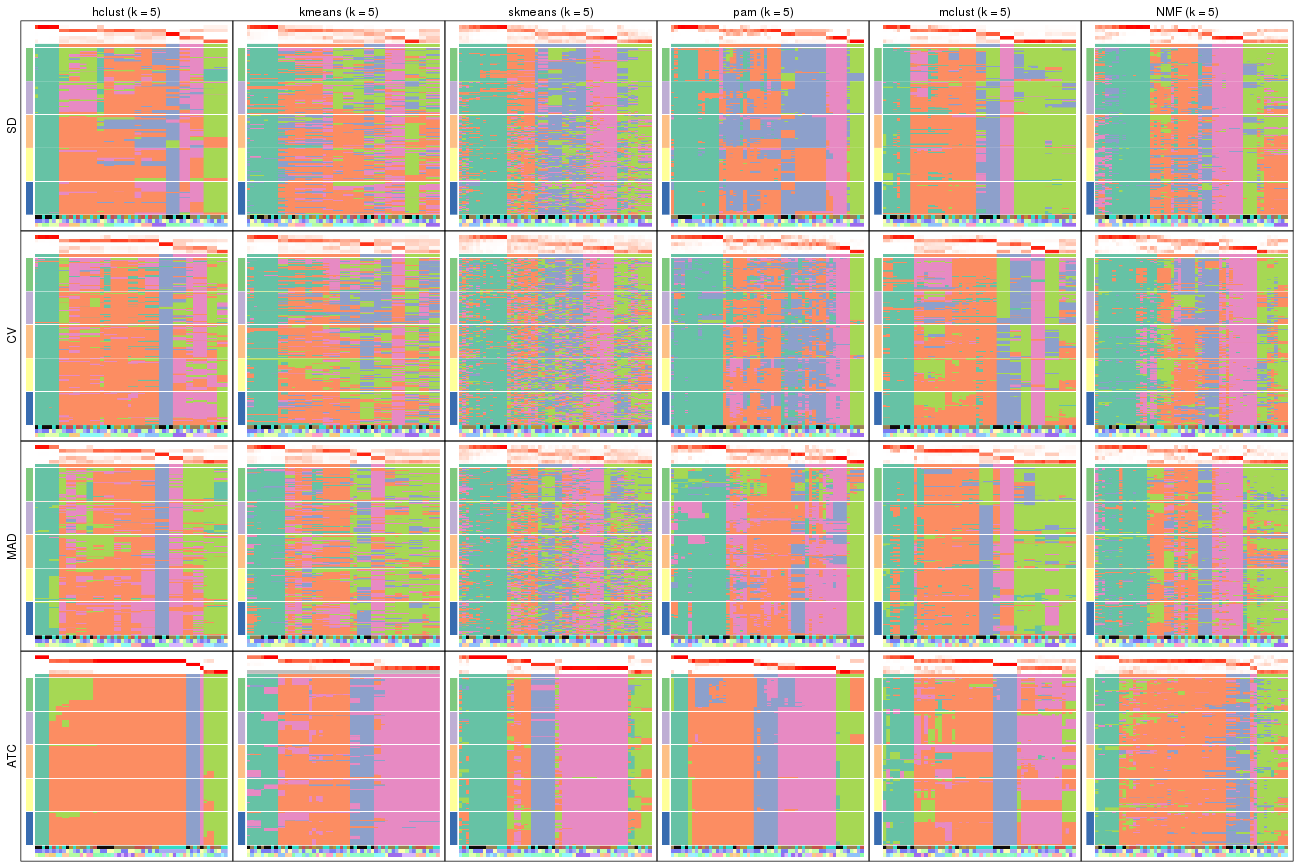 hclust (k = 5) kmeans (k = 5) skmeans (k = 5) pam (k = 5) mclust (k = 5) NMF (k = 5)
SD
CV
MAD
ATC